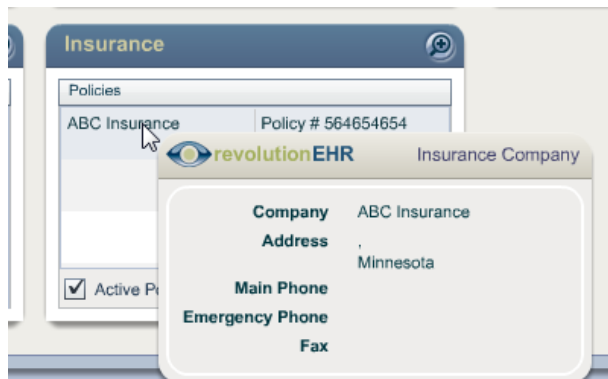 Insurance
Policies
ABC Insurance Policy # 564654654
revolutionEHR Insurance Company
Company ABC Insurance
Address ,
Minnesota
Main Phone
Emergency Phone
Fax
Active